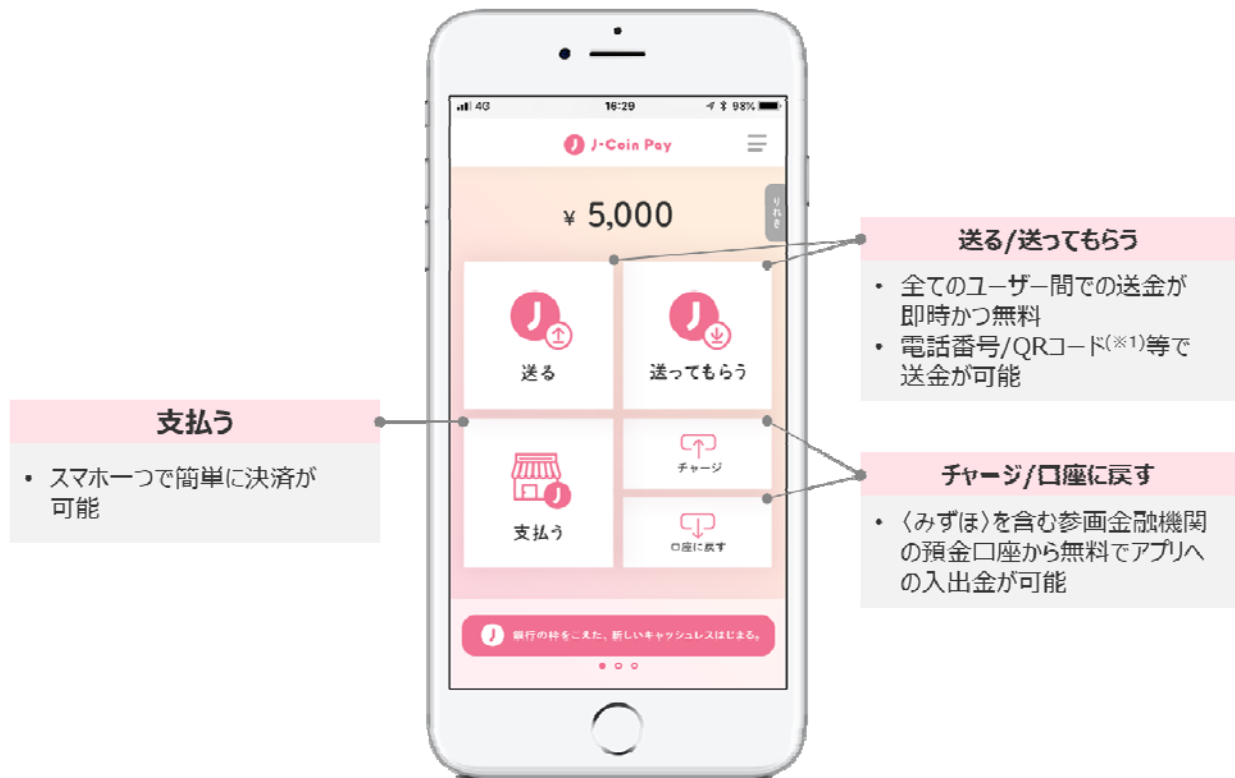 4G 16:29 98%
J-Coin Pay
¥ 5,000
りれき
送る
送ってもらう
支払う
チャージ
口座に戻す
銀行の枠をこえた、新しいキャッシュレスはじまる。
支払う
• スマホ一つで簡単に決済が
可能
送る/送ってもらう
• 全てのユーザー間での送金が
即時かつ無料
• 電話番号/QRコード(※1)等で
送金が可能
チャージ/口座に戻す
• 〈みずほ〉を含む参画金融機関
の預金口座から無料でアプリへ
の入出金が可能